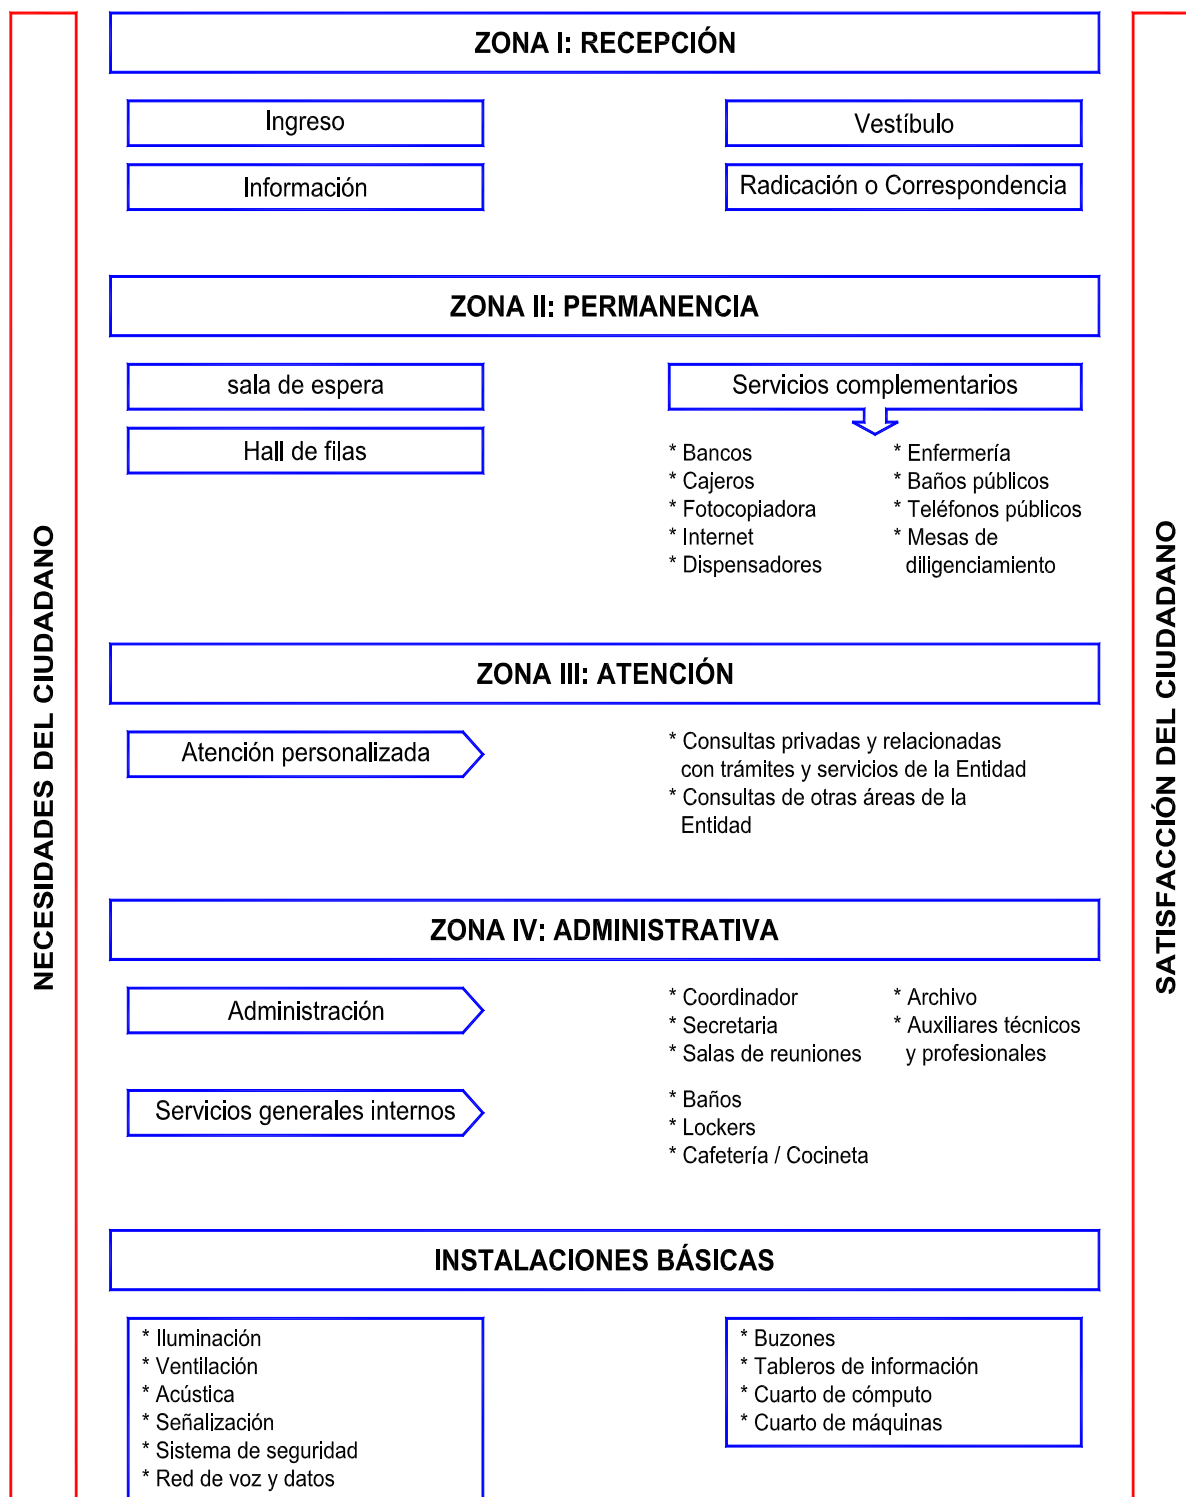 NECESIDADES DEL CIUDADANO
ZONA I: RECEPCIÓN
Ingreso
Vestíbulo
Información
Radicación o Correspondencia
ZONA II: PERMANENCIA
sala de espera
Hall de filas
Servicios complementarios
* Bancos
* Cajeros
* Fotocopiadora
* Internet
* Dispensadores
* Enfermería
* Baños públicos
* Teléfonos públicos
* Mesas de
diligenciamiento
ZONA III: ATENCIÓN
Atención personalizada
* Consultas privadas y relacionadas
con trámites y servicios de la Entidad
* Consultas de otras áreas de la
Entidad
ZONA IV: ADMINISTRATIVA
Administración
* Coordinador
* Secretaria
* Salas de reuniones
* Archivo
* Auxiliares técnicos
y profesionales
Servicios generales internos
* Baños
* Lockers
* Cafetería / Cocineta
INSTALACIONES BÁSICAS
* Iluminación
* Ventilación
* Acústica
* Señalización
* Sistema de seguridad
* Red de voz y datos
* Buzones
* Tableros de información
* Cuarto de cómputo
* Cuarto de máquinas
SATISFACCIÓN DEL CIUDADANO